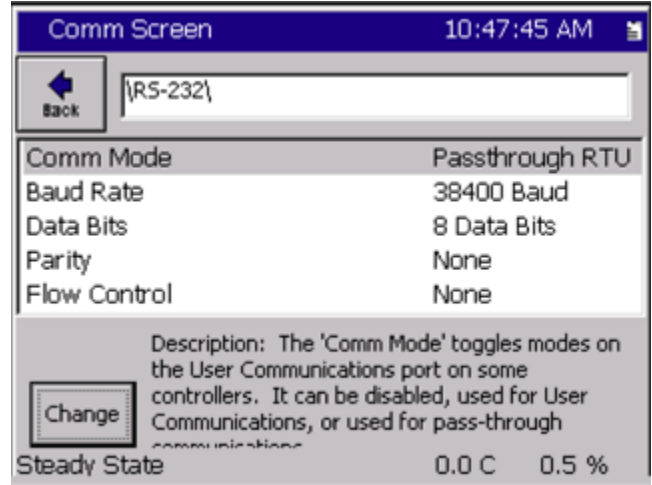 Comm Screen 10:47:45 AM
Back \RS-232\
Comm Mode Passthrough RTU
Baud Rate 38400 Baud
Data Bits 8 Data Bits
Parity None
Flow Control None
Description: The 'Comm Mode' toggles modes on
the User Communications port on some
controllers. It can be disabled, used for User
Change Communications, or used for pass-through
communications
Steady State 0.0 C 0.5 %